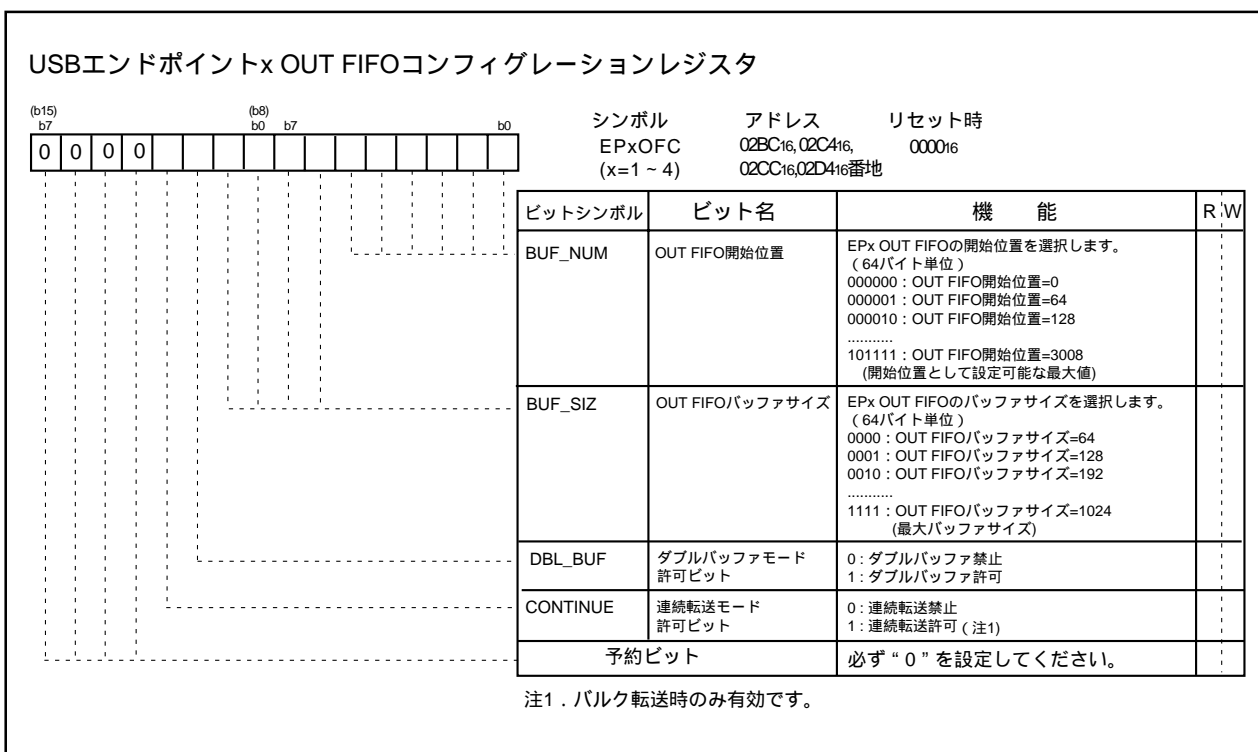 USBエンドポイントx OUT FIFOコンフィグレーションレジスタ
(b15) (b8)
b7 b0 b7 b0
0 0 0 0
シンボル アドレス リセット時
EPxOFC 02BC16, 02C416, 000016
(x=1 ~ 4) 02CC16,02D416番地
ビットシンボル ビット名 機 能 R W
BUF_NUM OUT FIFO開始位置 EPx OUT FIFOの開始位置を選択します。
(64バイト単位)
000000:OUT FIFO開始位置=0
000001:OUT FIFO開始位置=64
000010:OUT FIFO開始位置=128
...........
101111:OUT FIFO開始位置=3008
(開始位置として設定可能な最大値)
BUF_SIZ OUT FIFOバッファサイズ EPx OUT FIFOのバッファサイズを選択します。
(64バイト単位)
0000:OUT FIFOバッファサイズ=64
0001:OUT FIFOバッファサイズ=128
0010:OUT FIFOバッファサイズ=192
...........
1111:OUT FIFOバッファサイズ=1024
(最大バッファサイズ)
DBL_BUF ダブルバッファモード 0 : ダブルバッファ禁止
許可ビット 1 : ダブルバッファ許可
CONTINUE 連続転送モード 0 : 連続転送禁止
許可ビット 1 : 連続転送許可 (注1)
予約ビット 必ず“0”を設定してください。
注1.バルク転送時のみ有効です。